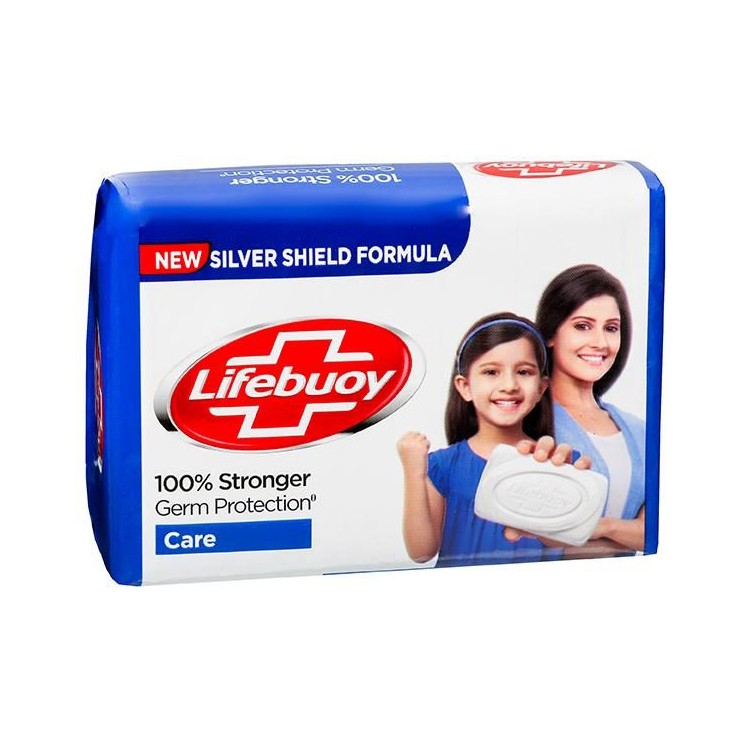 100% Stronger
Germ Protection
Lifebuoy
NEW SILVER SHIELD FORMULA
Lifebuoy
100% Stronger
Germ Protection
Care
Lifebuoy